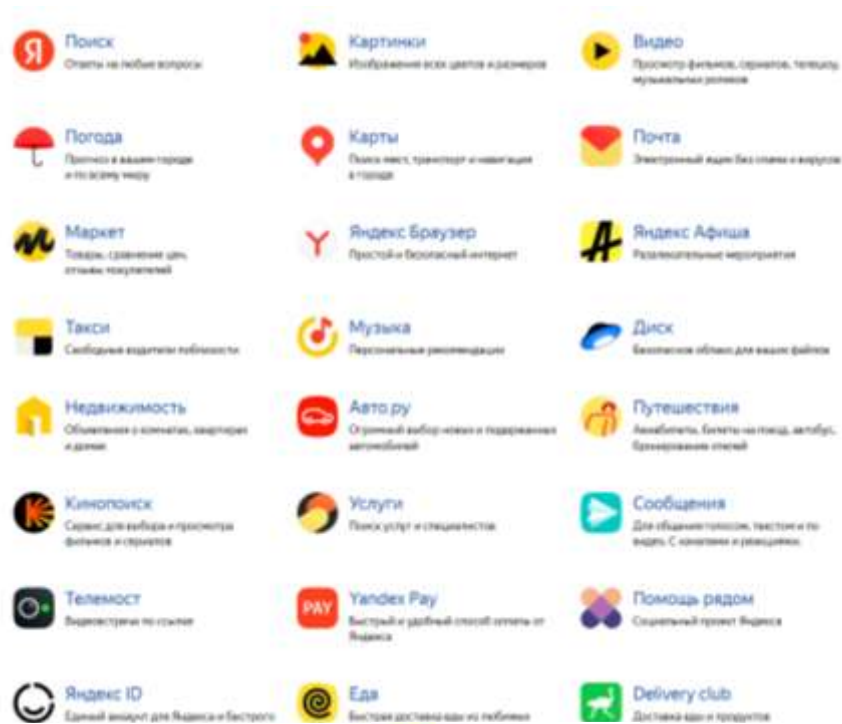 Я
Поиск
Ответы на любые вопросы
Картинки
Изображения всех цветов и размеров
Видео
Просмотр фильмов, сериалов, телешоу,
музыкальных роликов
Погода
Прогноз в вашем городе
и по всему миру
Карты
Поиск мест, транспорт и навигация
в городе
Почта
Электронный ящик без спама и вирусов
Маркет
Товары, сравнение цен,
отзывы покупателей
Яндекс Браузер
Простой и безопасный интернет
Яндекс Афиша
Развлекательные мероприятия
Такси
Свободные водители поблизости
Музыка
Персональные рекомендации
Диск
Безопасное облако для ваших файлов
Недвижимость
Объявления о комнатах, квартирах
и домах
Авто.ру
Огромный выбор новых и подержанных
автомобилей
Путешествия
Авиабилеты, билеты на поезд, автобус,
бронирование отелей
Кинопоиск
Сервис для выбора и просмотра
фильмов и сериалов
Услуги
Поиск услуг и специалистов
Сообщения
Для общения голосом, текстом и по
видео. С каналами и реакциями.
Телемост
Видеовстречи по ссылке
PAY
Yandex Pay
Быстрый и удобный способ оплаты от
Яндекса
Помощь рядом
Социальный проект Яндекса
Яндекс ID
Единый аккаунт для Яндекса и быстрого
Еда
Быстрая доставка еды из любимых
Delivery club
Доставка еды и продуктов